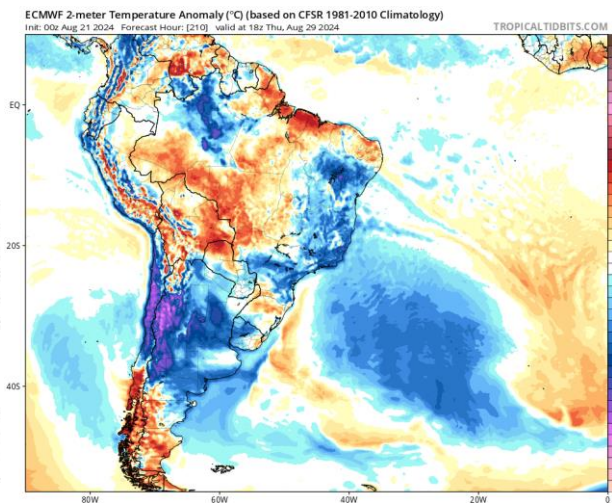 ECMWF 2-meter Temperature Anomaly (°C) (based on CFSR 1981-2010 Climatology)
Init: 00z Aug 21 2024   Forecast Hour: [210]   valid at 18z Thu, Aug 29 2024
TROPICALTIDBITS.COM
EQ
20S
40S
80W
60W
40W
20W
0